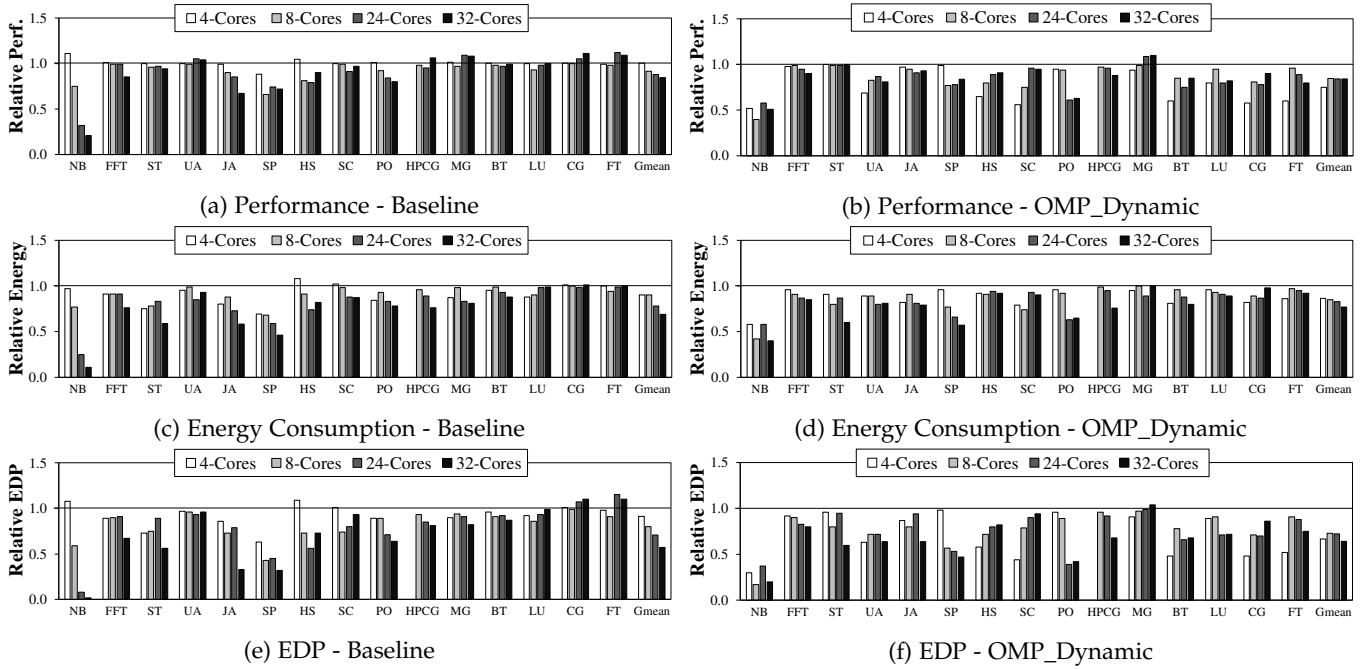 Relative Perf.
1.5
1.0
0.5
0.0
4-Cores 8-Cores 24-Cores 32-Cores
NB FFT ST UA JA SP HS SC PO HPCG MG BT LU CG FT Gmean
(a) Performance - Baseline
Relative Perf.
1.5
1.0
0.5
0.0
4-Cores 8-Cores 24-Cores 32-Cores
NB FFT ST UA JA SP HS SC PO HPCG MG BT LU CG FT Gmean
(b) Performance - OMP_Dynamic
Relative Energy
1.5
1.0
0.5
0.0
4-Cores 8-Cores 24-Cores 32-Cores
NB FFT ST UA JA SP HS SC PO HPCG MG BT LU CG FT Gmean
(c) Energy Consumption - Baseline
Relative Energy
1.5
1.0
0.5
0.0
4-Cores 8-Cores 24-Cores 32-Cores
NB FFT ST UA JA SP HS SC PO HPCG MG BT LU CG FT Gmean
(d) Energy Consumption - OMP_Dynamic
Relative EDP
1.5
1.0
0.5
0.0
4-Cores 8-Cores 24-Cores 32-Cores
NB FFT ST UA JA SP HS SC PO HPCG MG BT LU CG FT Gmean
(e) EDP - Baseline
Relative EDP
1.5
1.0
0.5
0.0
4-Cores 8-Cores 24-Cores 32-Cores
NB FFT ST UA JA SP HS SC PO HPCG MG BT LU CG FT Gmean
(f) EDP - OMP_Dynamic